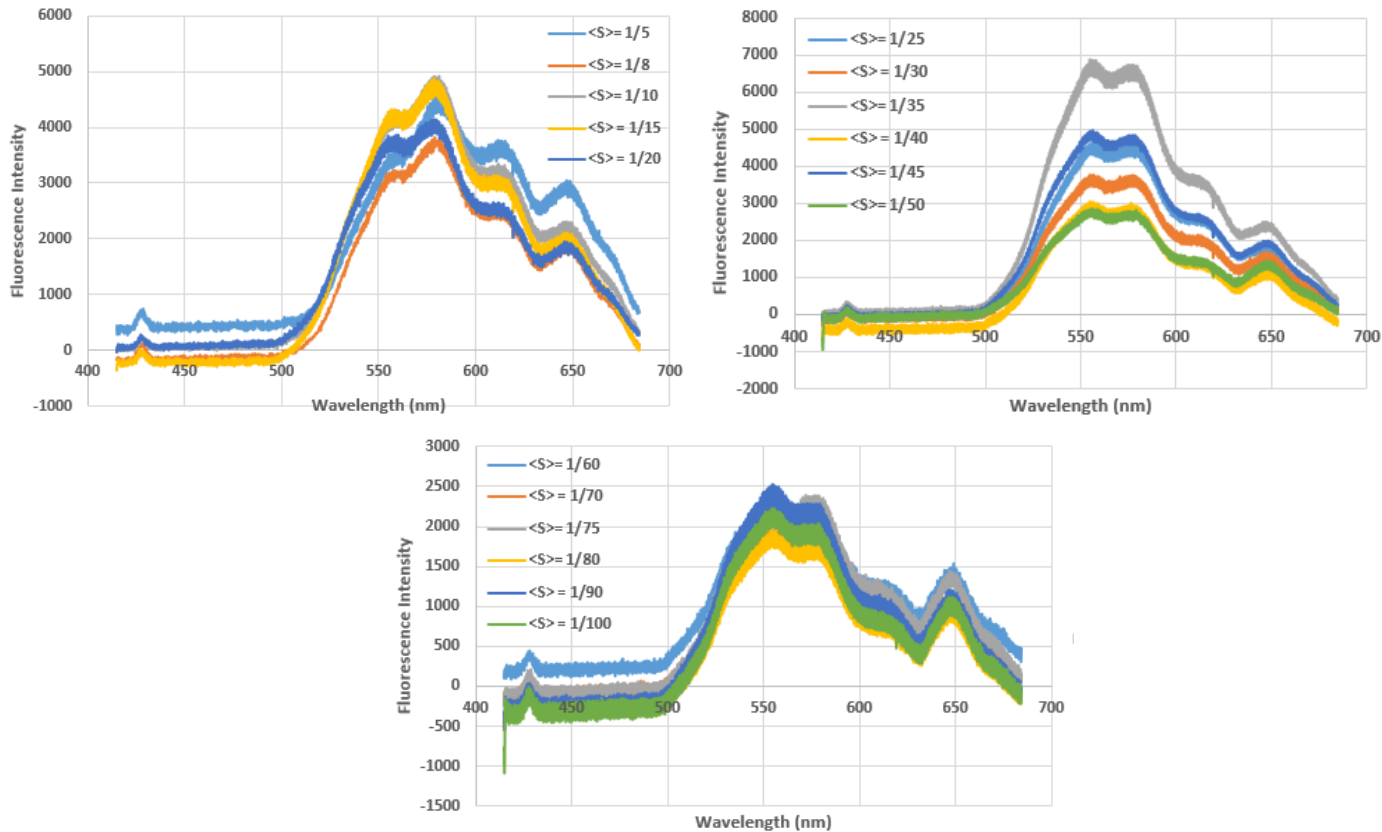 6000
5000
4000
3000
2000
1000
0
-1000
400
450
500
550
600
650
700
Fluorescence Intensity
Wavelength (nm)
<S>= 1/5
<S>= 1/8
<S>= 1/10
<S>= 1/15
<S>= 1/20
8000
7000
6000
5000
4000
3000
2000
1000
0
-1000
-2000
400
450
500
550
600
650
700
Fluorescence Intensity
Wavelength (nm)
<S>= 1/25
<S> = 1/30
<S>= 1/35
<S> = 1/40
<S>= 1/45
<S>= 1/50
3000
2500
2000
1500
1000
500
0
-500
-1000
-1500
400
450
500
550
600
650
700
Fluorescence Intensity
Wavelength (nm)
<S>= 1/60
<S> = 1/70
<S>= 1/75
<S> = 1/80
<S>= 1/90
<S>= 1/100